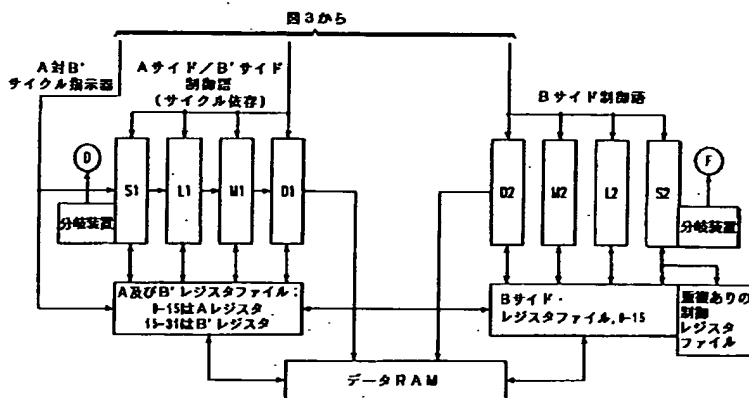 図3から
A対B'
サイクル指示器
Aサイド/B'サイド
制御語
(サイクル依存)
Bサイド制御語
D
F
分岐装置
S1
L1
M1
D1
D2
M2
L2
S2
分岐装置
A及びB'レジスタファイル:
0-15はAレジスタ
15-31はB'レジスタ
Bサイド・
レジスタファイル,0-15
重複ありの
制御
レジスタ
ファイル
データRAM